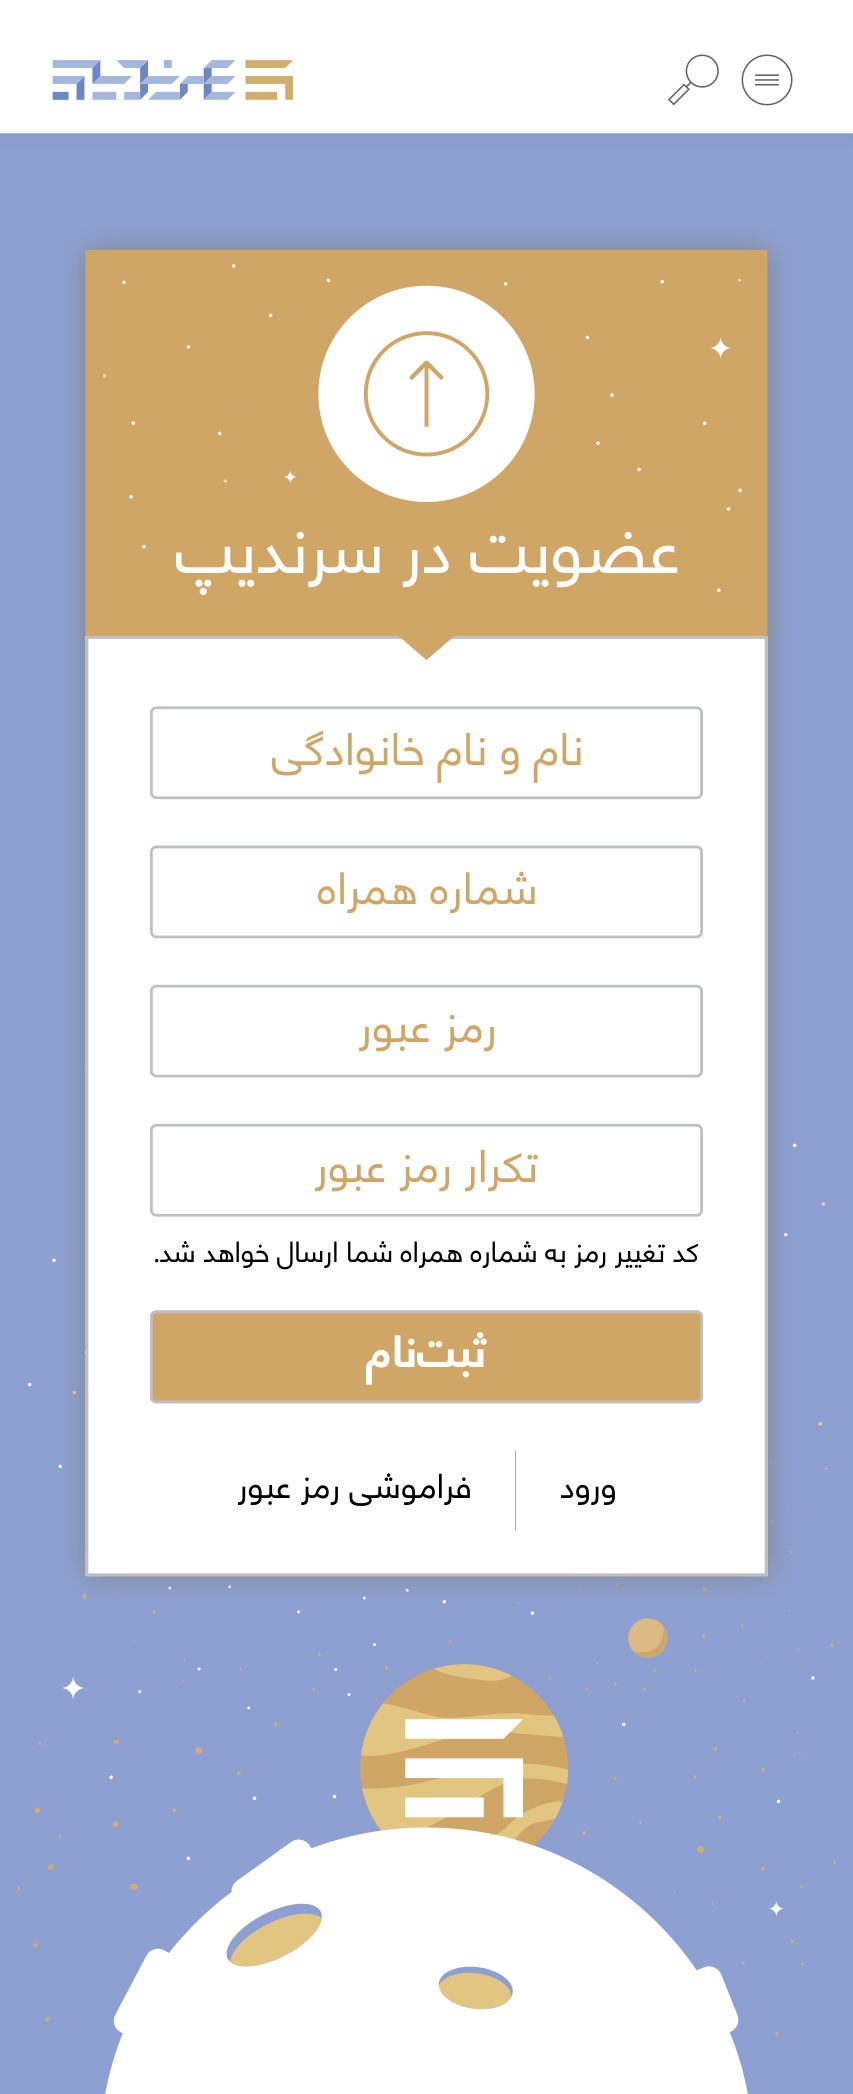 عضویت در سرندیپ
نام و نام خانوادگی
شماره همراه
رمز عبور
تکرار رمز عبور
کد تغییر رمز به شماره همراه شما ارسال خواهد شد.
ثبت‌نام
ورود
فراموشی رمز عبور